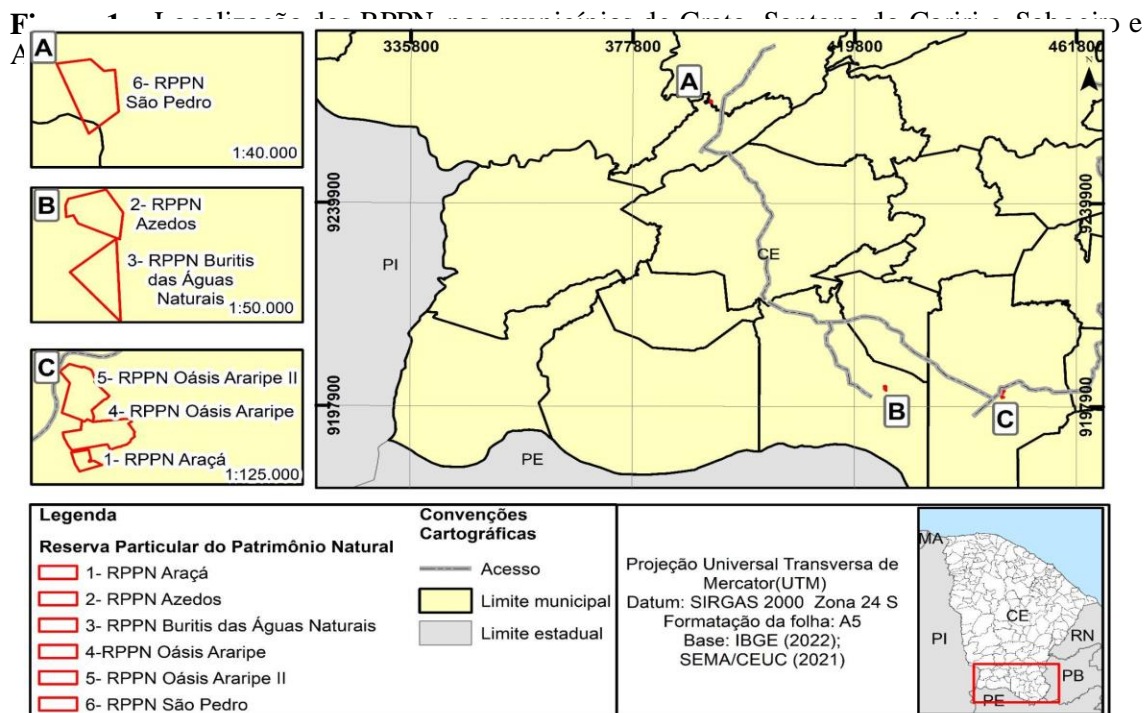 A
6- RPPN
São Pedro
1:40.000
B
2- RPPN
Azedos
3- RPPN Buritis
das Águas
Naturais
1:50.000
C
5- RPPN Oásis Araripe II
4- RPPN Oásis Araripe
1- RPPN Araçá
1:125.000
335800
377800
419800
461800
N
A
9239900
9239900
PI
CE
9197900
9197900
PE
B
C
Legenda
Reserva Particular do Patrimônio Natural
1- RPPN Araçá
2- RPPN Azedos
3- RPPN Buritis das Águas Naturais
4-RPPN Oásis Araripe
5- RPPN Oásis Araripe II
6- RPPN São Pedro
Convenções
Cartográficas
Acesso
Limite municipal
Limite estadual
Projeção Universal Transversa de
Mercator(UTM)
Datum: SIRGAS 2000 Zona 24 S
Formatação da folha: A5
Base: IBGE (2022);
SEMA/CEUC (2021)
MA
CE
PI
RN
PB
PE